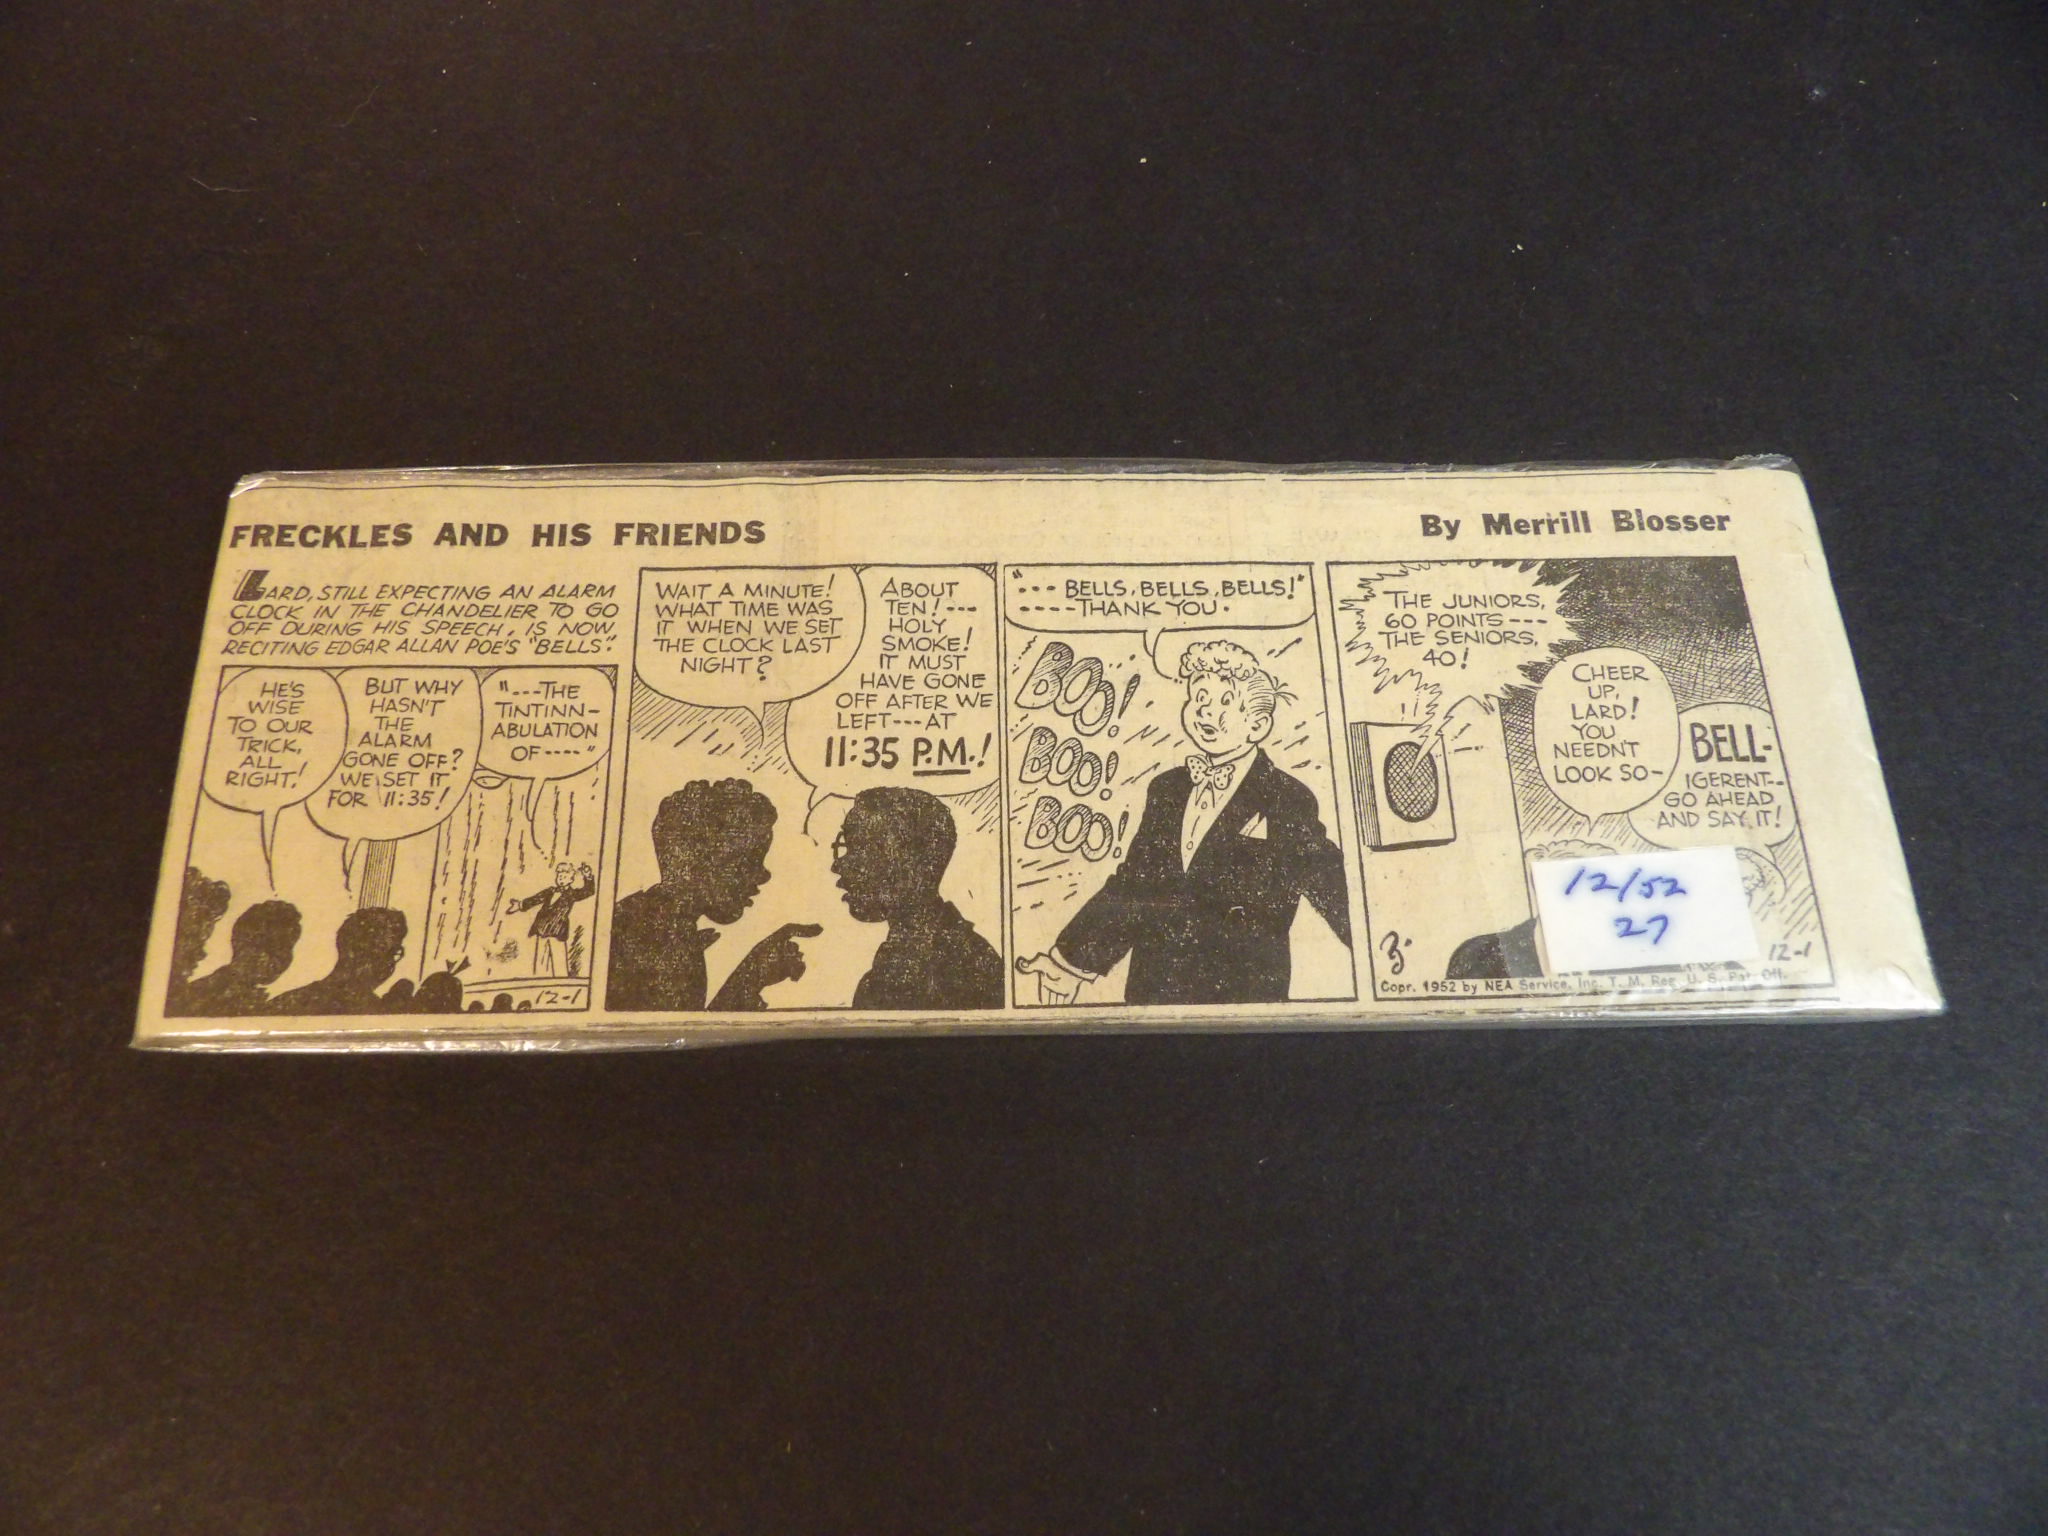 FRECKLES AND HIS FRIENDS
By Merrill Blosser
LARD, STILL EXPECTING AN ALARM
CLOCK IN THE CHANDELIER TO GO
OFF DURING HIS SPEECH, IS NOW
RECITING EDGAR ALLAN POE'S "BELLS".
HE'S
WISE
TO OUR
TRICK,
ALL
RIGHT!
BUT WHY
HASN'T
THE
ALARM
GONE OFF?
WE SET IT
FOR 11:35!
"---THE
TINTINN-
ABULATION
OF----"
12-1
WAIT A MINUTE!
WHAT TIME WAS
IT WHEN WE SET
THE CLOCK LAST
NIGHT?
ABOUT
TEN!---
HOLY
SMOKE!
IT MUST
HAVE GONE
OFF AFTER WE
LEFT---AT
11:35 P.M.!
"--- BELLS, BELLS, BELLS!"
----THANK YOU.
BOO!
BOO!
BOO!
THE JUNIORS,
60 POINTS---
THE SENIORS,
40!
CHEER
UP,
LARD!
YOU
NEEDN'T
LOOK SO-
BELL-
IGERENT--
GO AHEAD
AND SAY IT!
12/52
27
12-1
Copr. 1952 by NEA Service, Inc. T. M. Reg. U. S. Pat. Off.